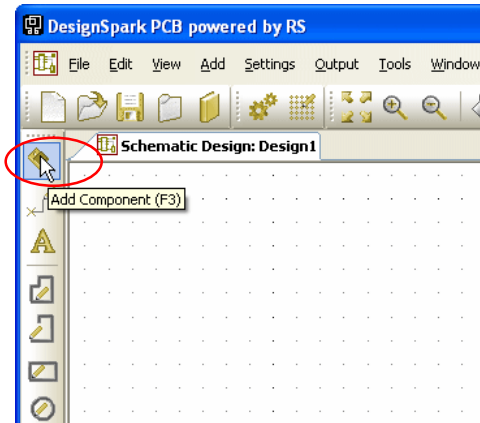 DesignSpark PCB powered by RS
File Edit View Add Settings Output Tools Window
Schematic Design: Design1
Add Component (F3)
A